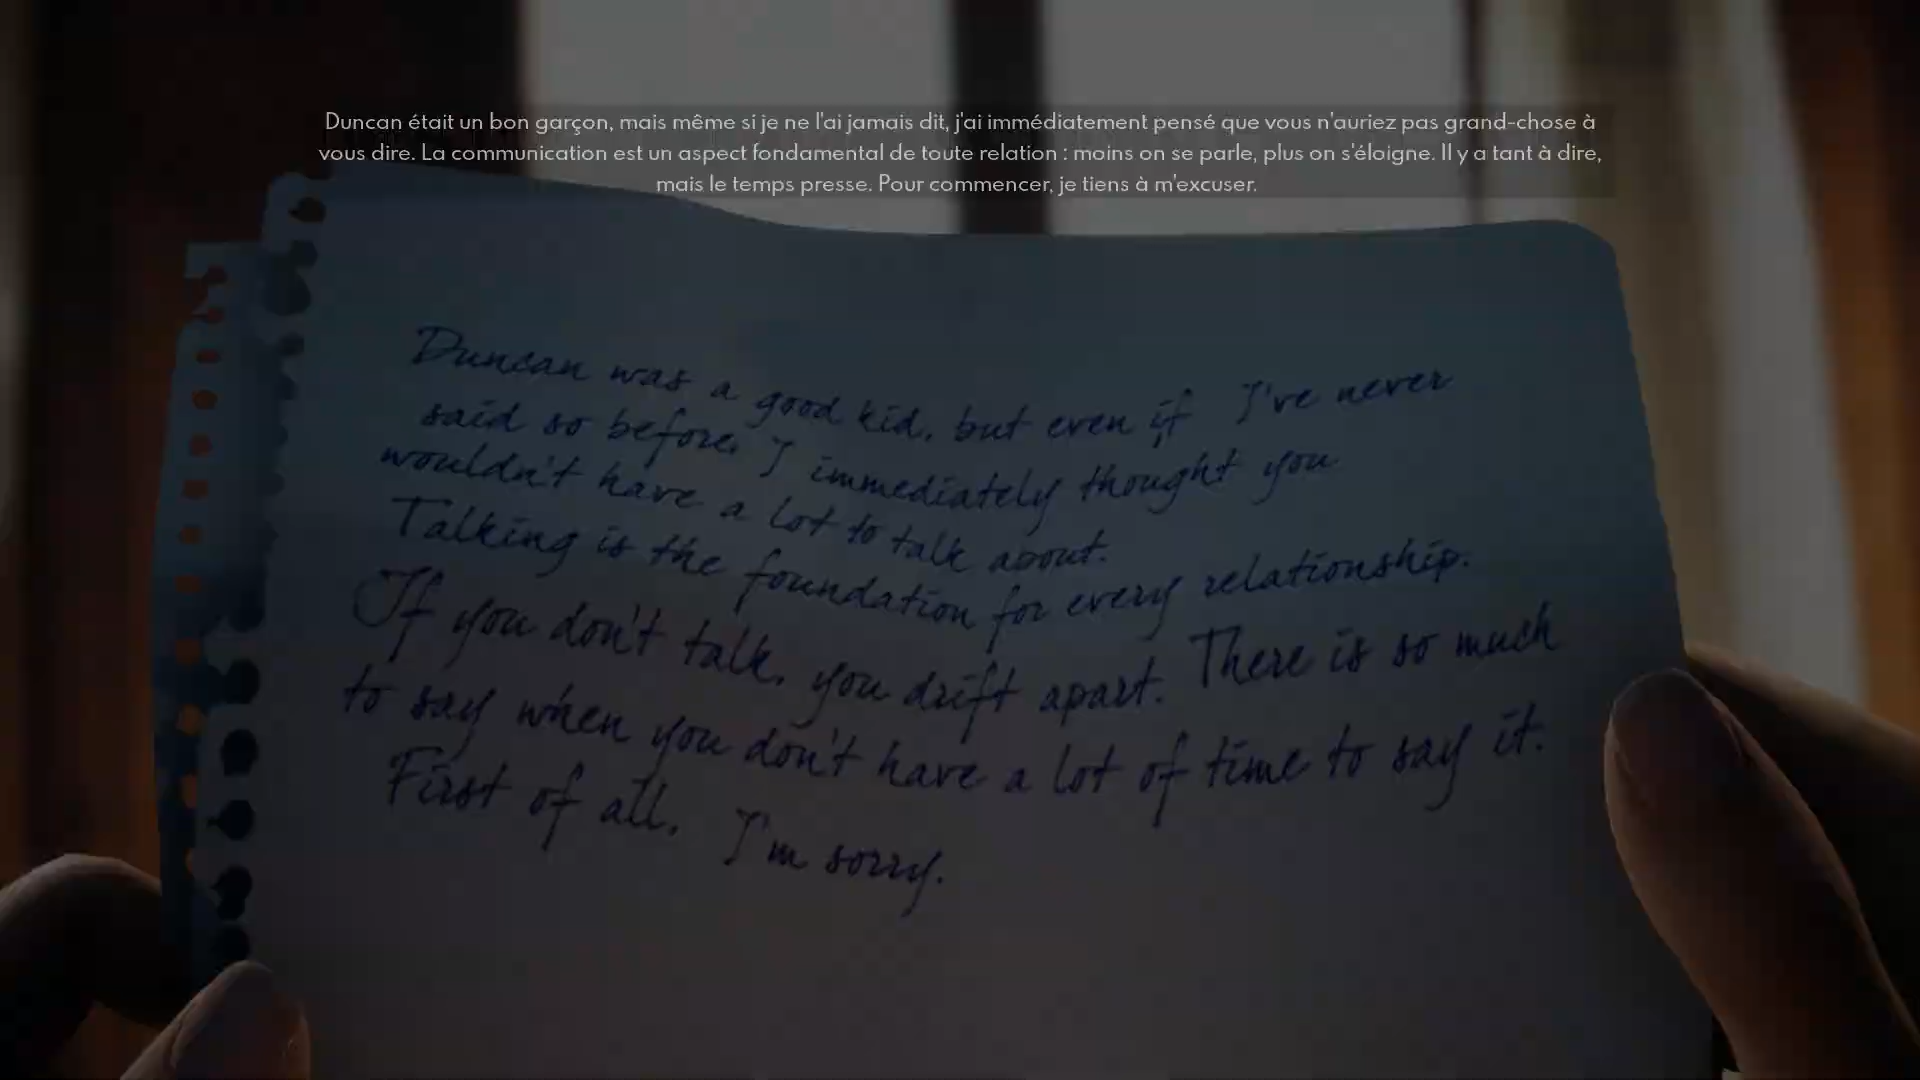 Duncan était un bon garçon, mais même si je ne l'ai jamais dit, j'ai immédiatement pensé que vous n'auriez pas grand-chose à
vous dire. La communication est un aspect fondamental de toute relation : moins on se parle, plus on s'éloigne. Il y a tant à dire,
mais le temps presse. Pour commencer, je tiens à m'excuser.
Duncan was a good kid, but even if I've never
said so before, I immediately thought you
wouldn't have a lot to talk about.
Talking is the foundation for every relationship.
If you don't talk, you drift apart. There is so much
to say when you don't have a lot of time to say it.
First of all, I'm sorry.